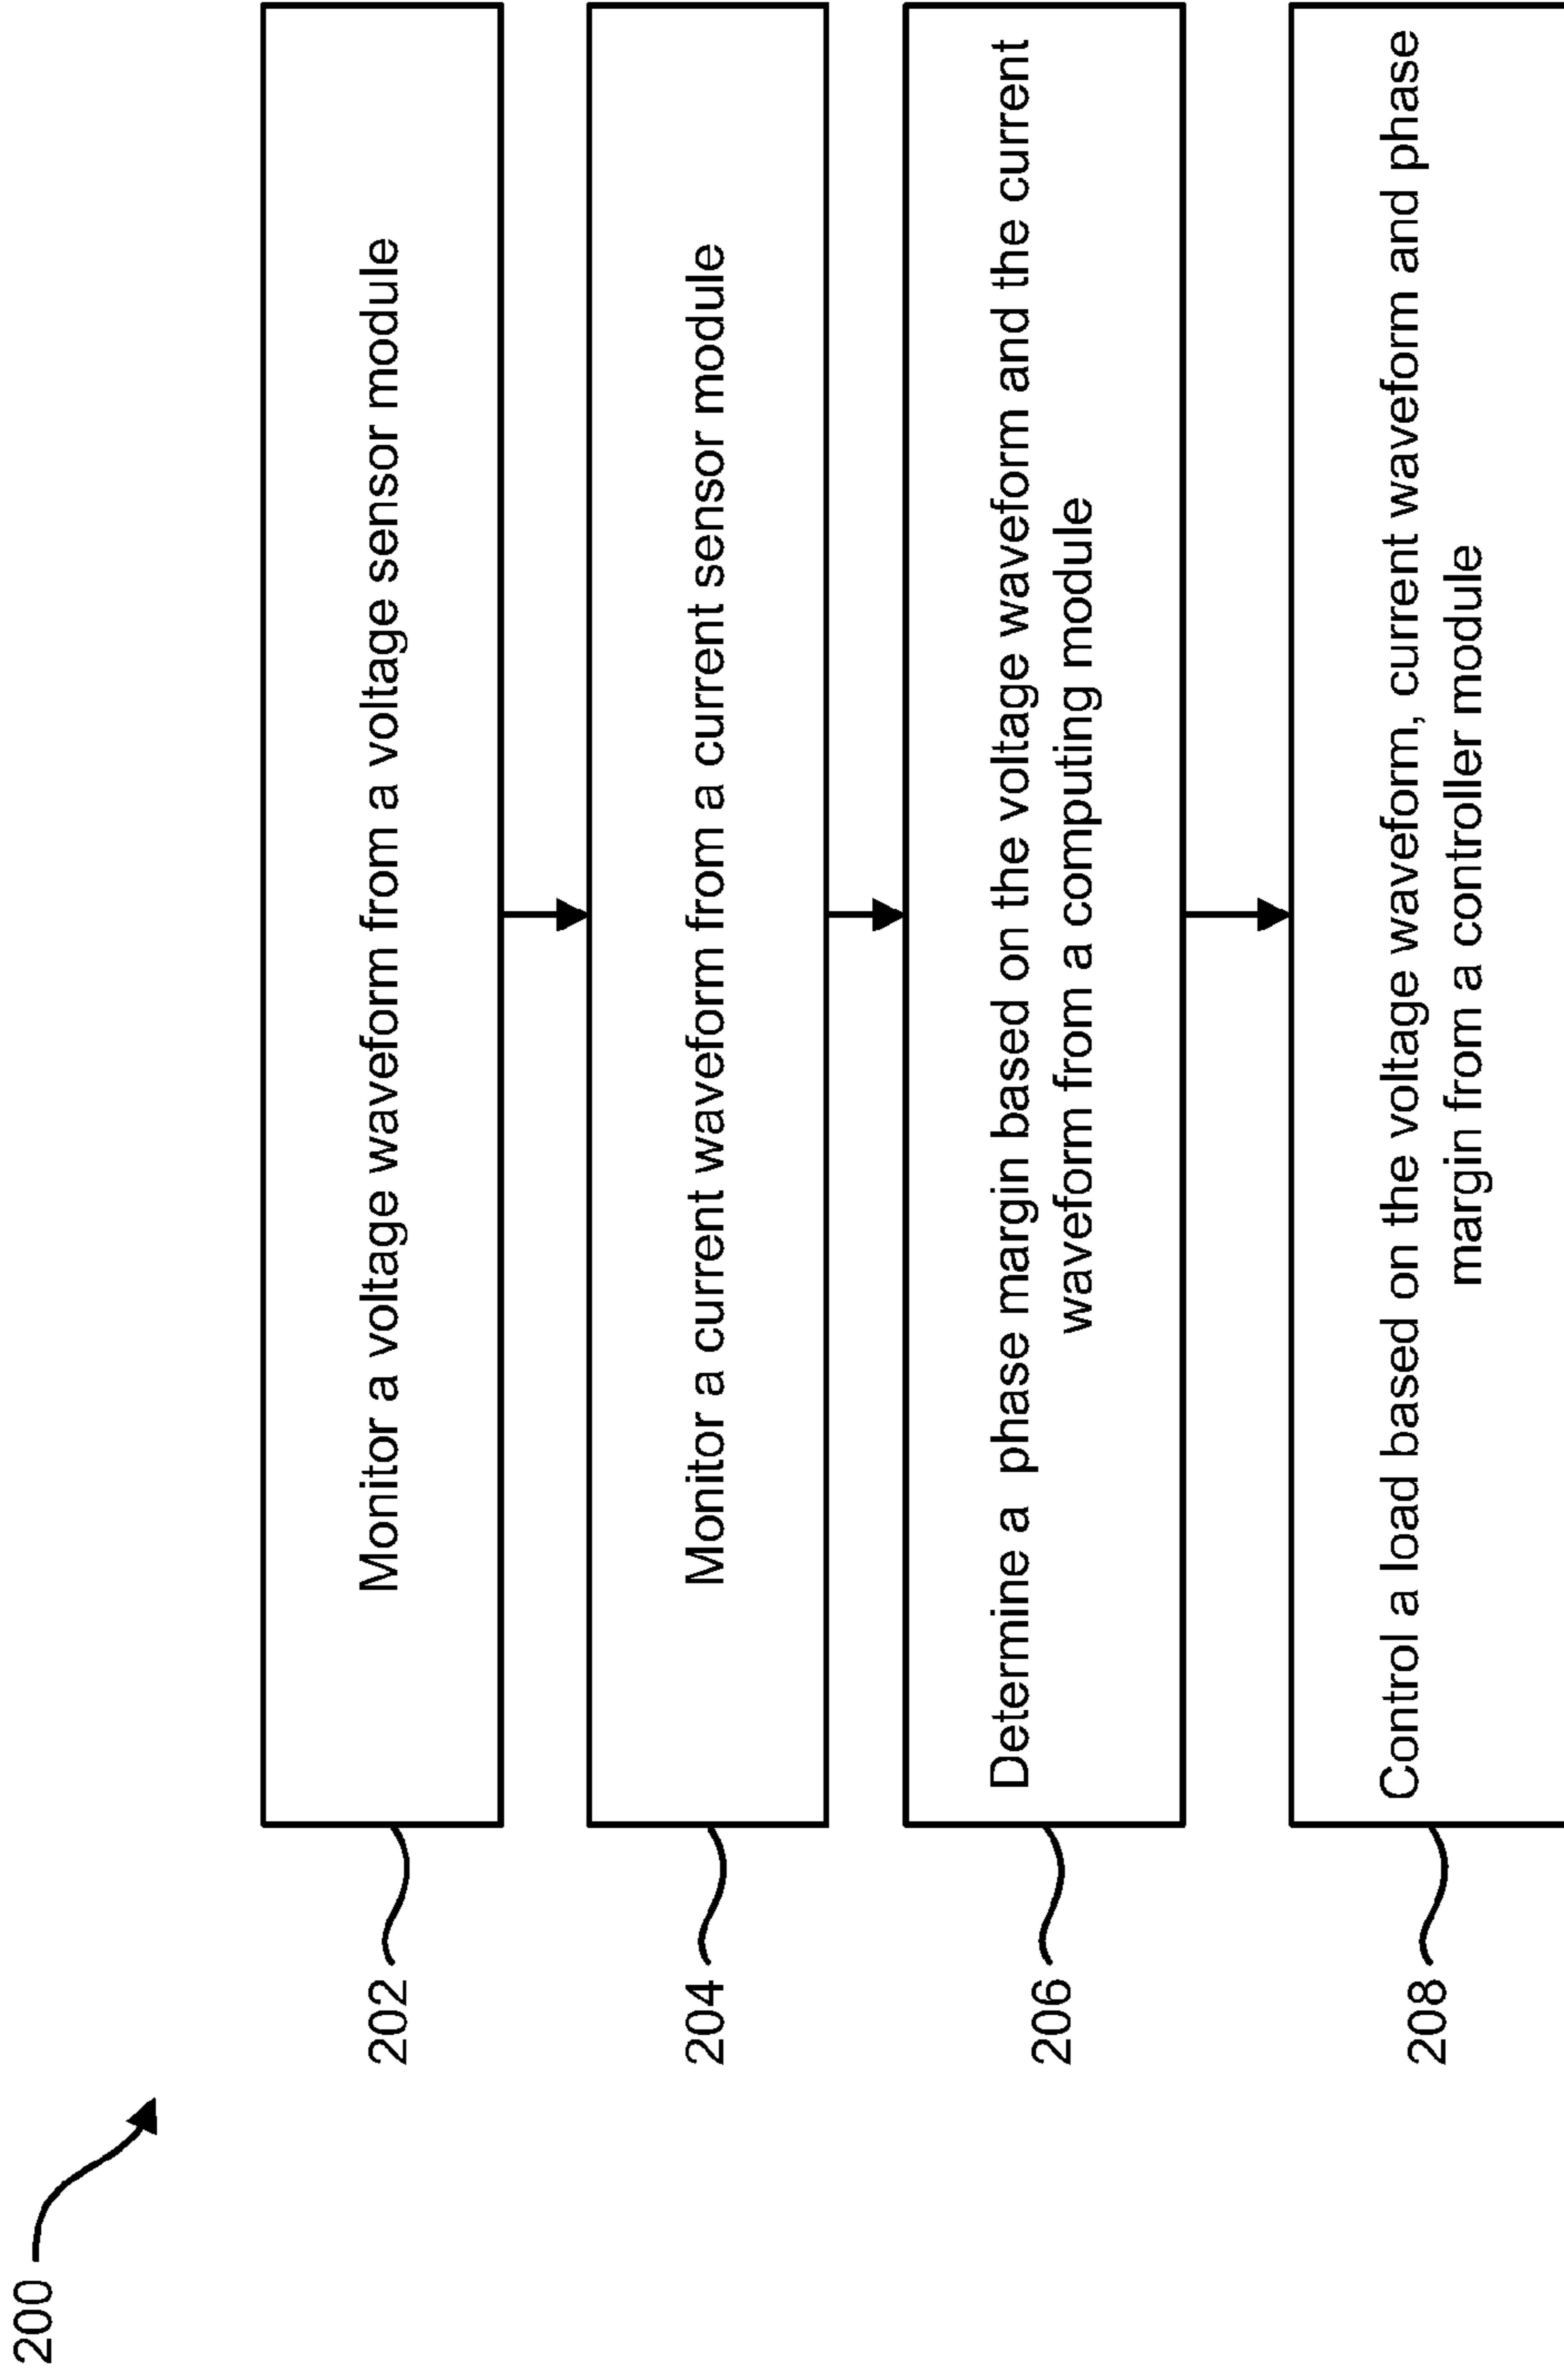 200
202
Monitor a voltage waveform from a voltage sensor module
204
Monitor a current waveform from a current sensor module
206
Determine a phase margin based on the voltage waveform and the current
waveform from a computing module
208
Control a load based on the voltage waveform, current waveform and phase
margin from a controller module